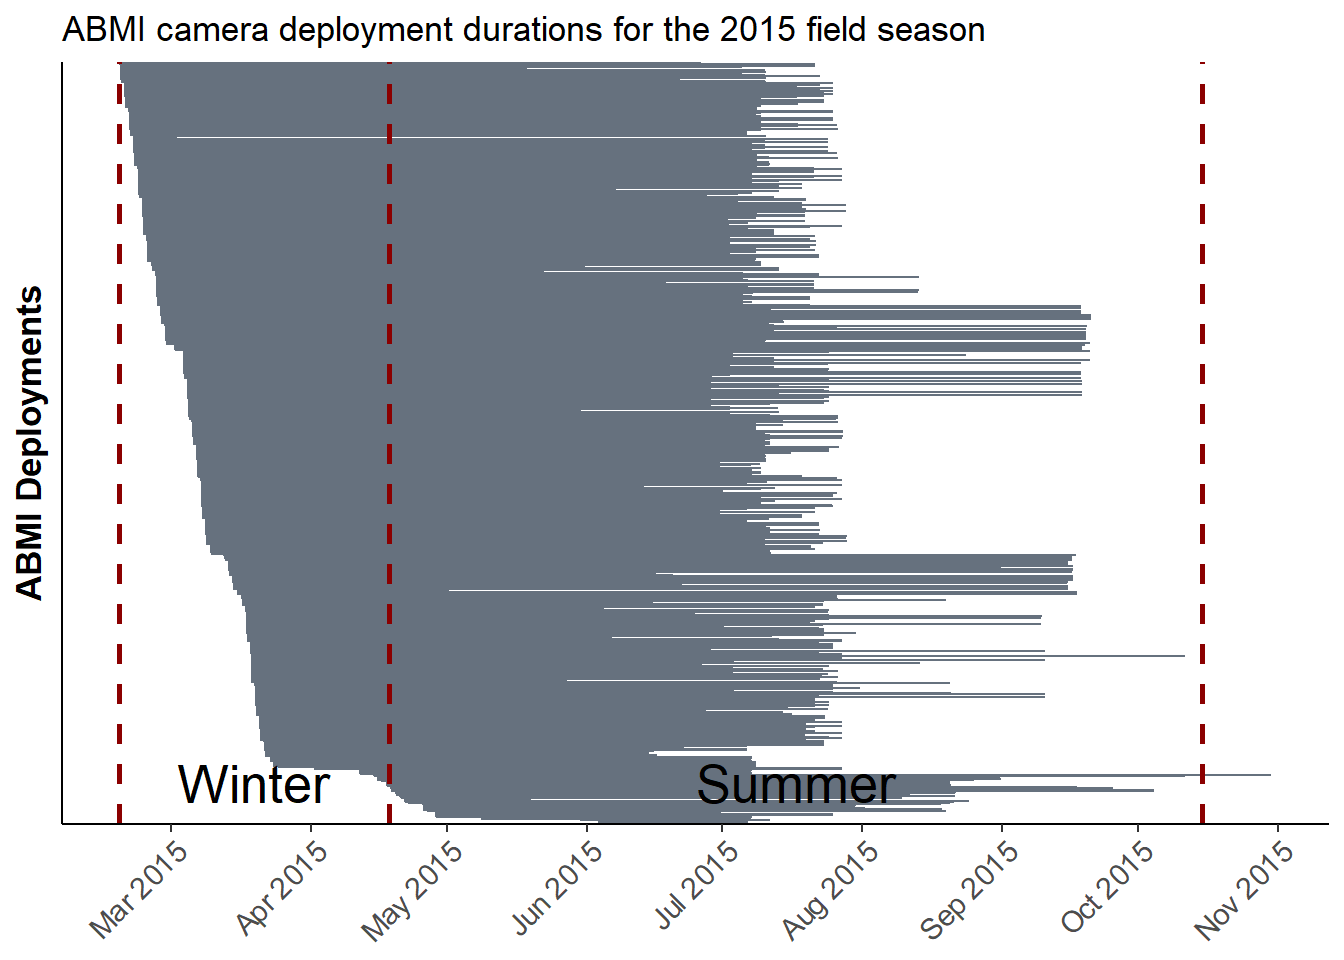 ABMI camera deployment durations for the 2015 field season
ABMI Deployments
Winter
Summer
Mar 2015
Apr 2015
May 2015
Jun 2015
Jul 2015
Aug 2015
Sep 2015
Oct 2015
Nov 2015